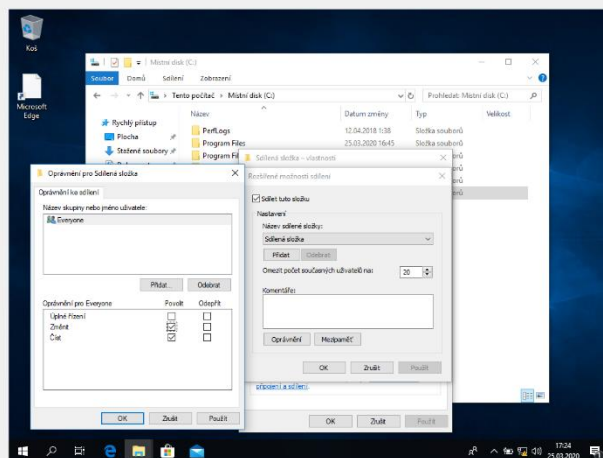 Koš
Microsoft
Edge
Místní disk (C:)
Soubor Domů Sdílení Zobrazení
Tento počítač › Místní disk (C:)
Prohledat: Místní disk (C:)
Název Datum změny Typ Velikost
Rychlý přístup
Plocha
Stažené soubory
PerfLogs 12.04.2018 1:38 Složka souborů
Program Files 25.03.2020 16:45 Složka souborů
Program Fil
Sdílená složka - vlastnosti
Rozšířené možnosti sdílení
Sdílet tuto složku
Nastavení
Název sdílené složky:
Sdílená složka
Přidat Odebrat
Omezit počet současných uživatelů na: 20
Komentáře:
Oprávnění Mezipaměť
OK Zrušit Použít
připojení a sdílení.
OK Zrušit Použít
Oprávnění pro Sdílená složka
Oprávnění ke sdílení
Název skupiny nebo jméno uživatele:
Everyone
Přidat... Odebrat
Oprávnění pro Everyone Povolit Odepřít
Úplné řízení
Změnit
Číst
OK Zrušit Použít
17:24
25.03.2020